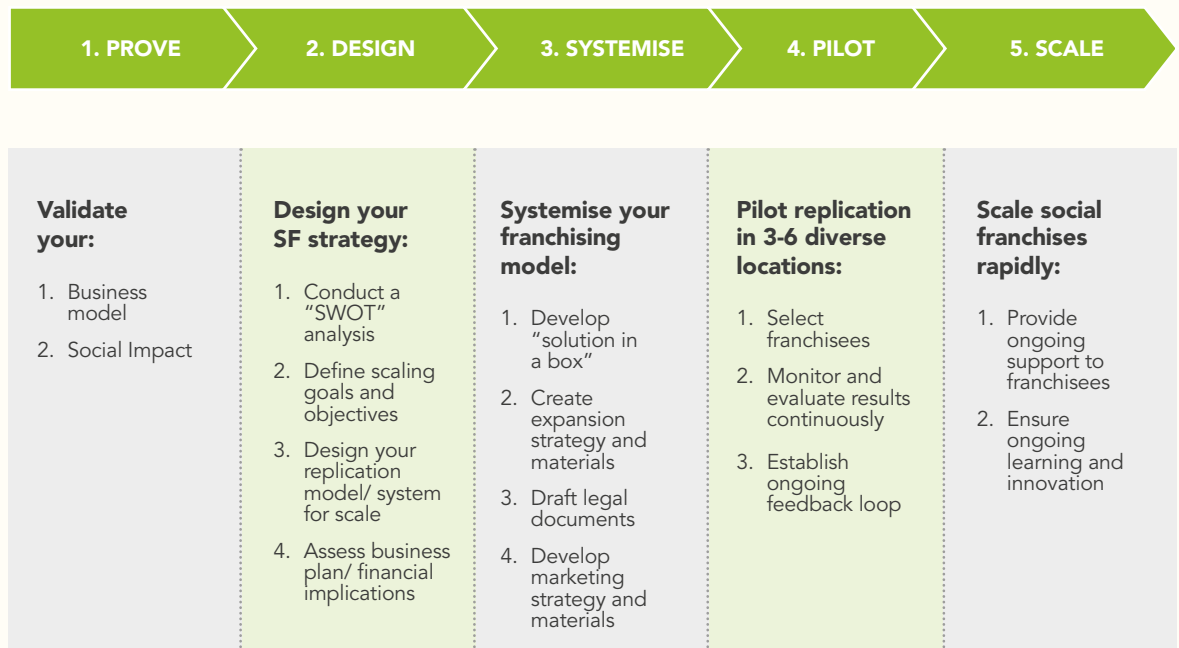 1. PROVE
2. DESIGN
3. SYSTEMISE
4. PILOT
5. SCALE
Validate
your:
1. Business
model
2. Social Impact
Design your
SF strategy:
1. Conduct a
“SWOT”
analysis
2. Define scaling
goals and
objectives
3. Design your
replication
model/ system
for scale
4. Assess business
plan/ financial
implications
Systemise your
franchising
model:
1. Develop
“solution in
a box”
2. Create
expansion
strategy and
materials
3. Draft legal
documents
4. Develop
marketing
strategy and
materials
Pilot replication
in 3-6 diverse
locations:
1. Select
franchisees
2. Monitor and
evaluate results
continuously
3. Establish
ongoing
feedback loop
Scale social
franchises
rapidly:
1. Provide
ongoing
support to
franchisees
2. Ensure
ongoing
learning and
innovation